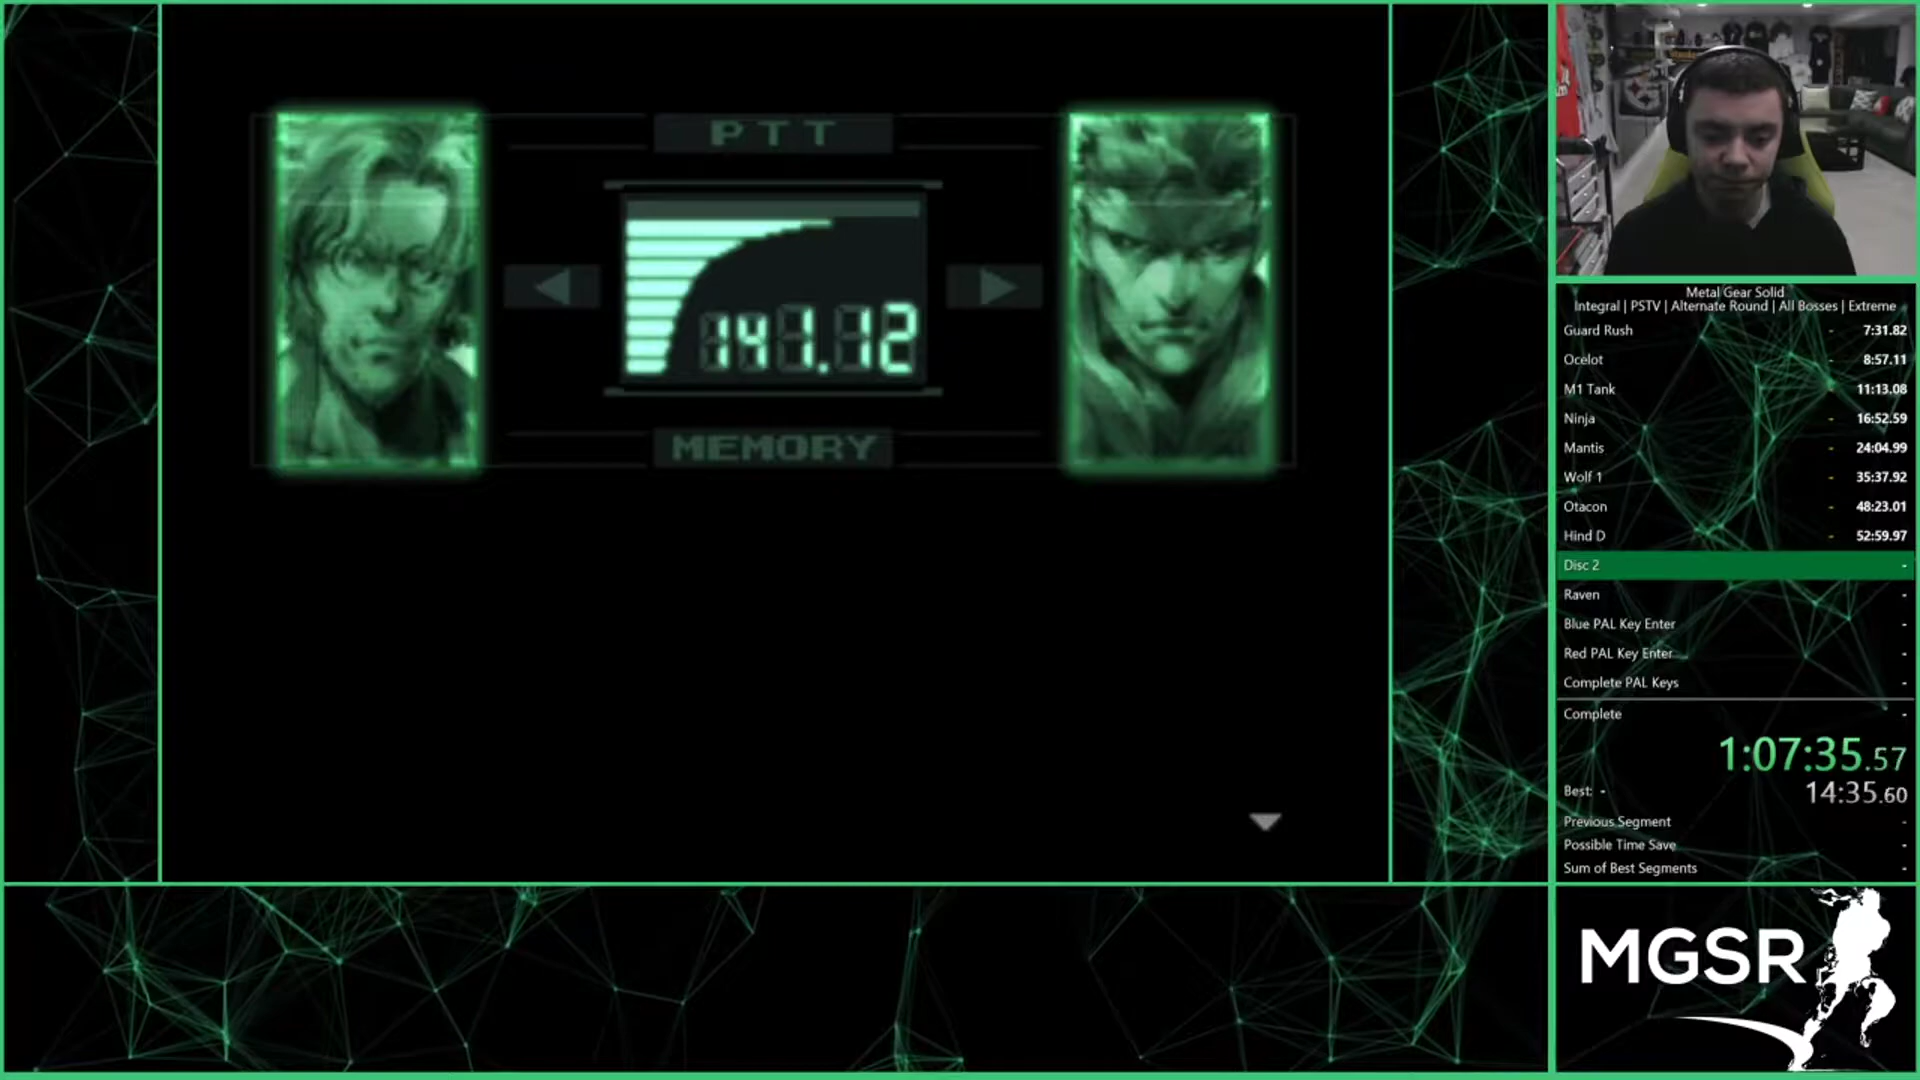 PTT
141.12
MEMORY
Metal Gear Solid
Integral | PSTV | Alternate Round | All Bosses | Extreme
Guard Rush - 7:31.82
Ocelot - 8:57.11
M1 Tank - 11:13.08
Ninja - 16:52.59
Mantis - 24:04.99
Wolf 1 - 35:37.92
Otacon - 48:23.01
Hind D - 52:59.97
Disc 2 -
Raven -
Blue PAL Key Enter -
Red PAL Key Enter -
Complete PAL Keys -
Complete -
1:07:35.57
Best: - 14:35.60
Previous Segment -
Possible Time Save -
Sum of Best Segments -
MGSR